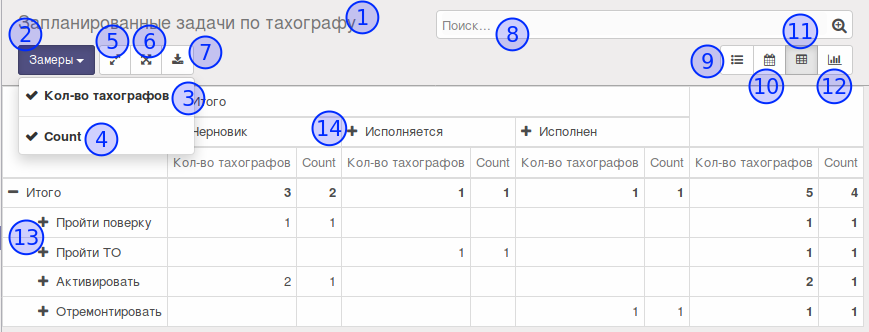 Запланированные задачи по тахографу 1
2 5 6 7 Поиск... 8 11
Замеры 9 10 12
Кол-во тахографов 3 Итого
Count 4 Черновик 14 Исполняется Исполнен
Кол-во тахографов Count Кол-во тахографов Count Кол-во тахографов Count Кол-во тахографов Count
Итого 3 2 1 1 1 1 5 4
13 Пройти поверку 1 1 1 1
Пройти ТО 1 1 1 1
Активировать 2 1 2 1
Отремонтировать 1 1 1 1